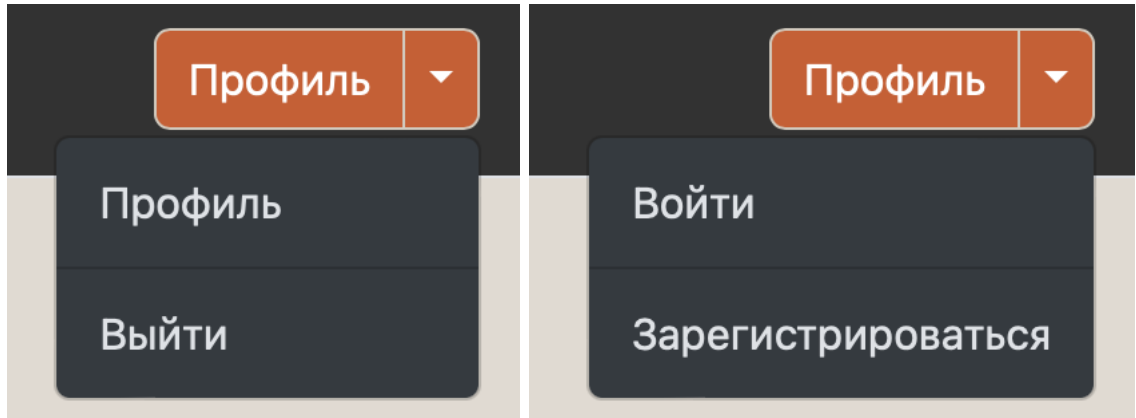 Профиль
Профиль
Выйти
Профиль
Войти
Зарегистрироваться